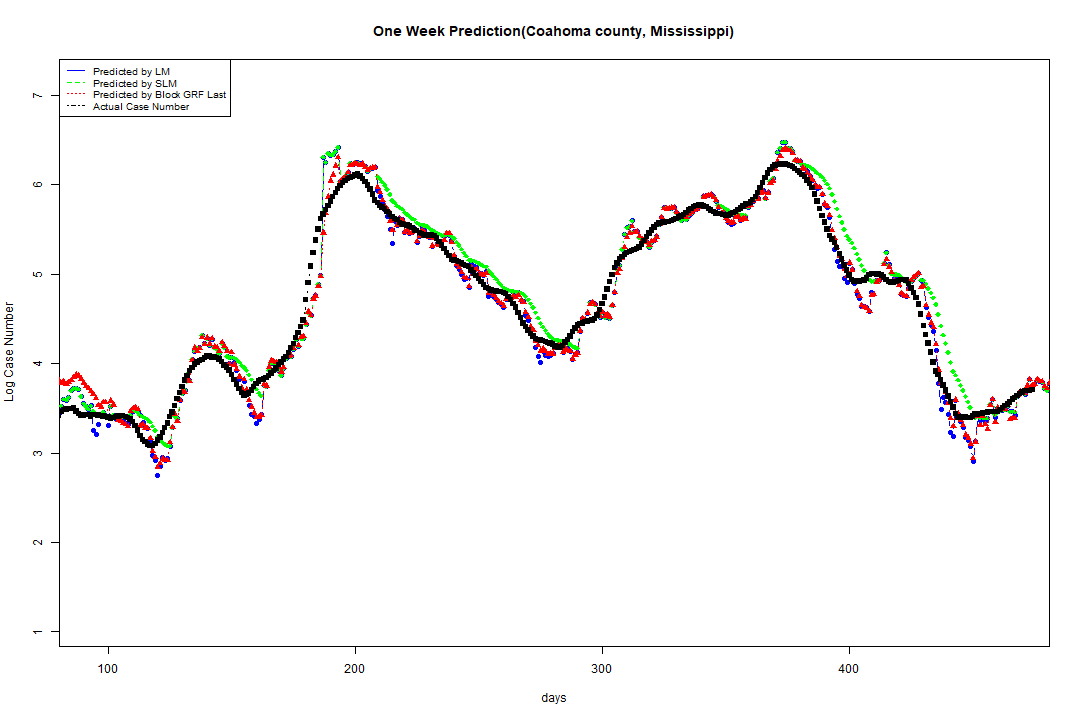 One Week Prediction(Coahoma county, Mississippi)
Predicted by LM
Predicted by SLM
Predicted by Block GRF Last
Actual Case Number
7
6
5
4
3
2
1
Log Case Number
100 200 300 400
days